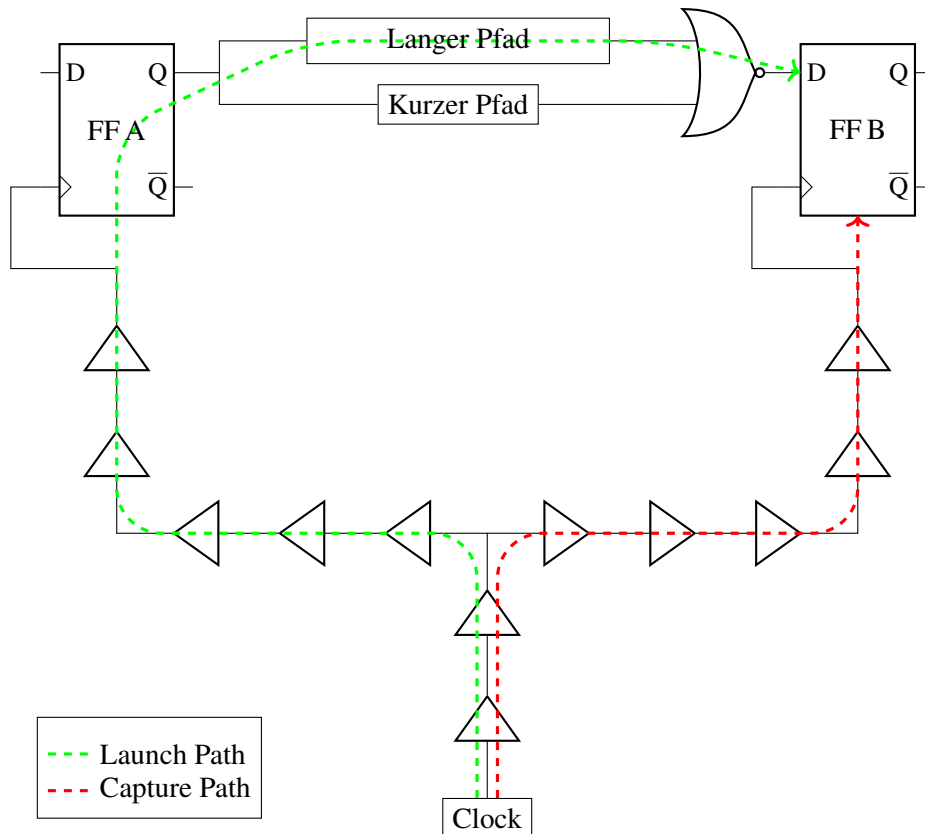 Langer Pfad
D
Q
Kurzer Pfad
D
Q
FF A
FF B
Q̅
Q̅
Launch Path
Capture Path
Clock